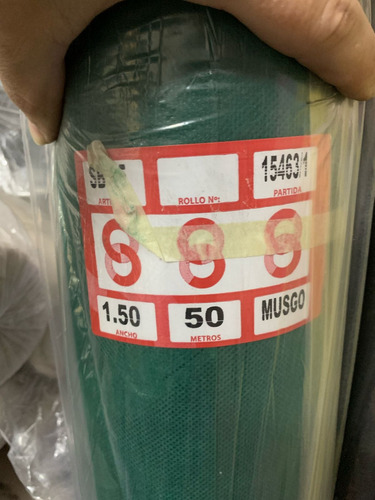 15463/1
ROLLO Nº:
PARTIDA
1.50
50
MUSGO
ANCHO
METROS